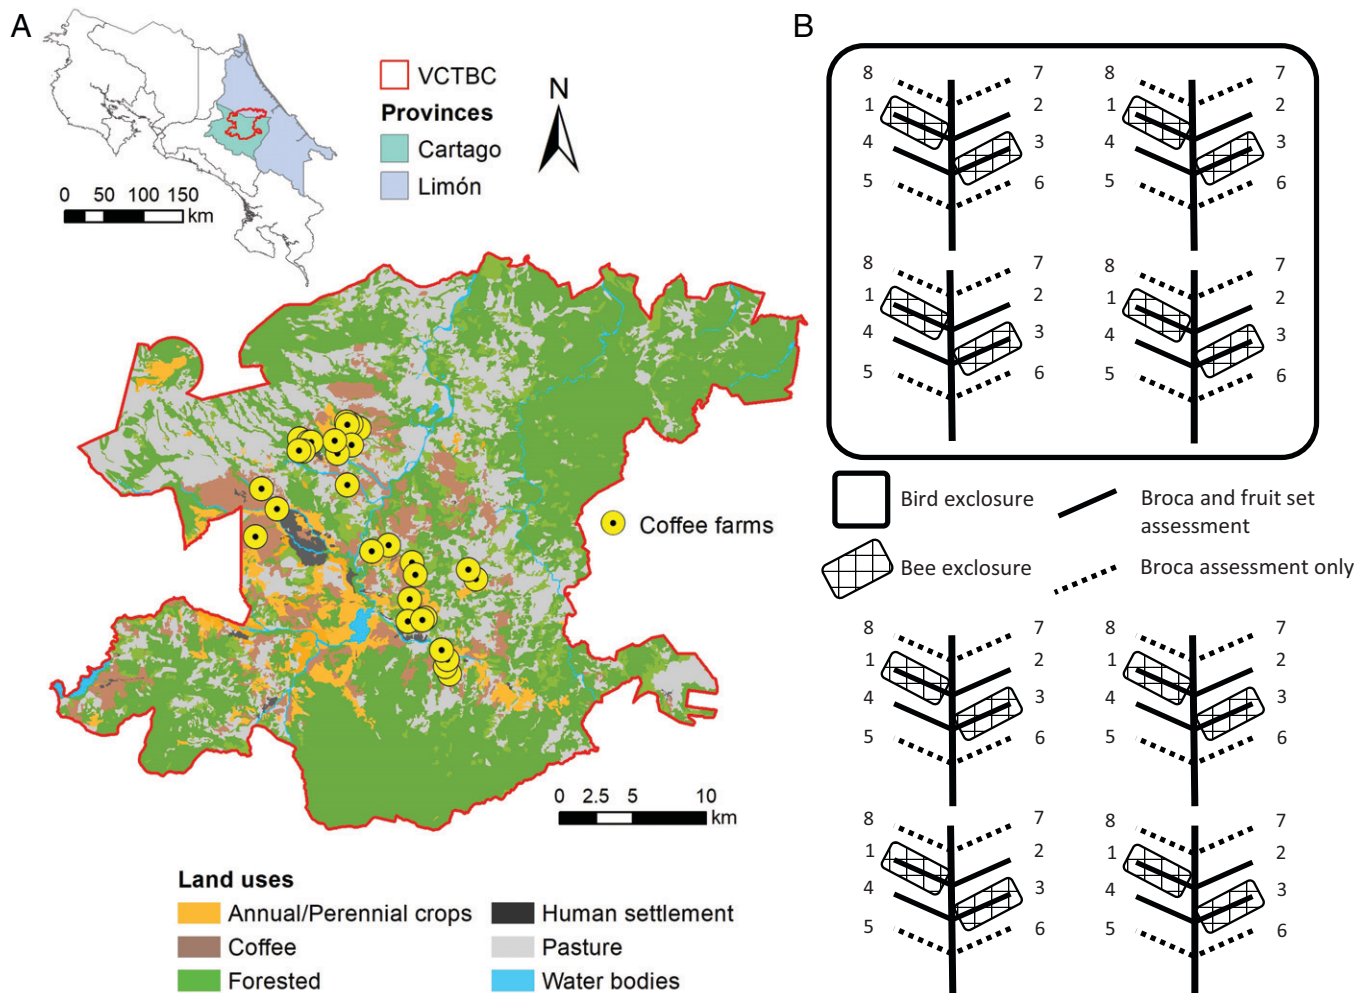 A
VCTBC
Provinces
Cartago
Limón
N
0 50 100 150
km
Coffee farms
0 2.5 5 10
km
Land uses
Annual/Perennial crops
Coffee
Forested
Human settlement
Pasture
Water bodies
B
8 7 8 7
1 2 1 2
4 3 4 3
5 6 5 6
8 7 8 7
1 2 1 2
4 3 4 3
5 6 5 6
Bird exclosure
Broca and fruit set
assessment
Bee exclosure
Broca assessment only
8 7 8 7
1 2 1 2
4 3 4 3
5 6 5 6
8 7 8 7
1 2 1 2
4 3 4 3
5 6 5 6